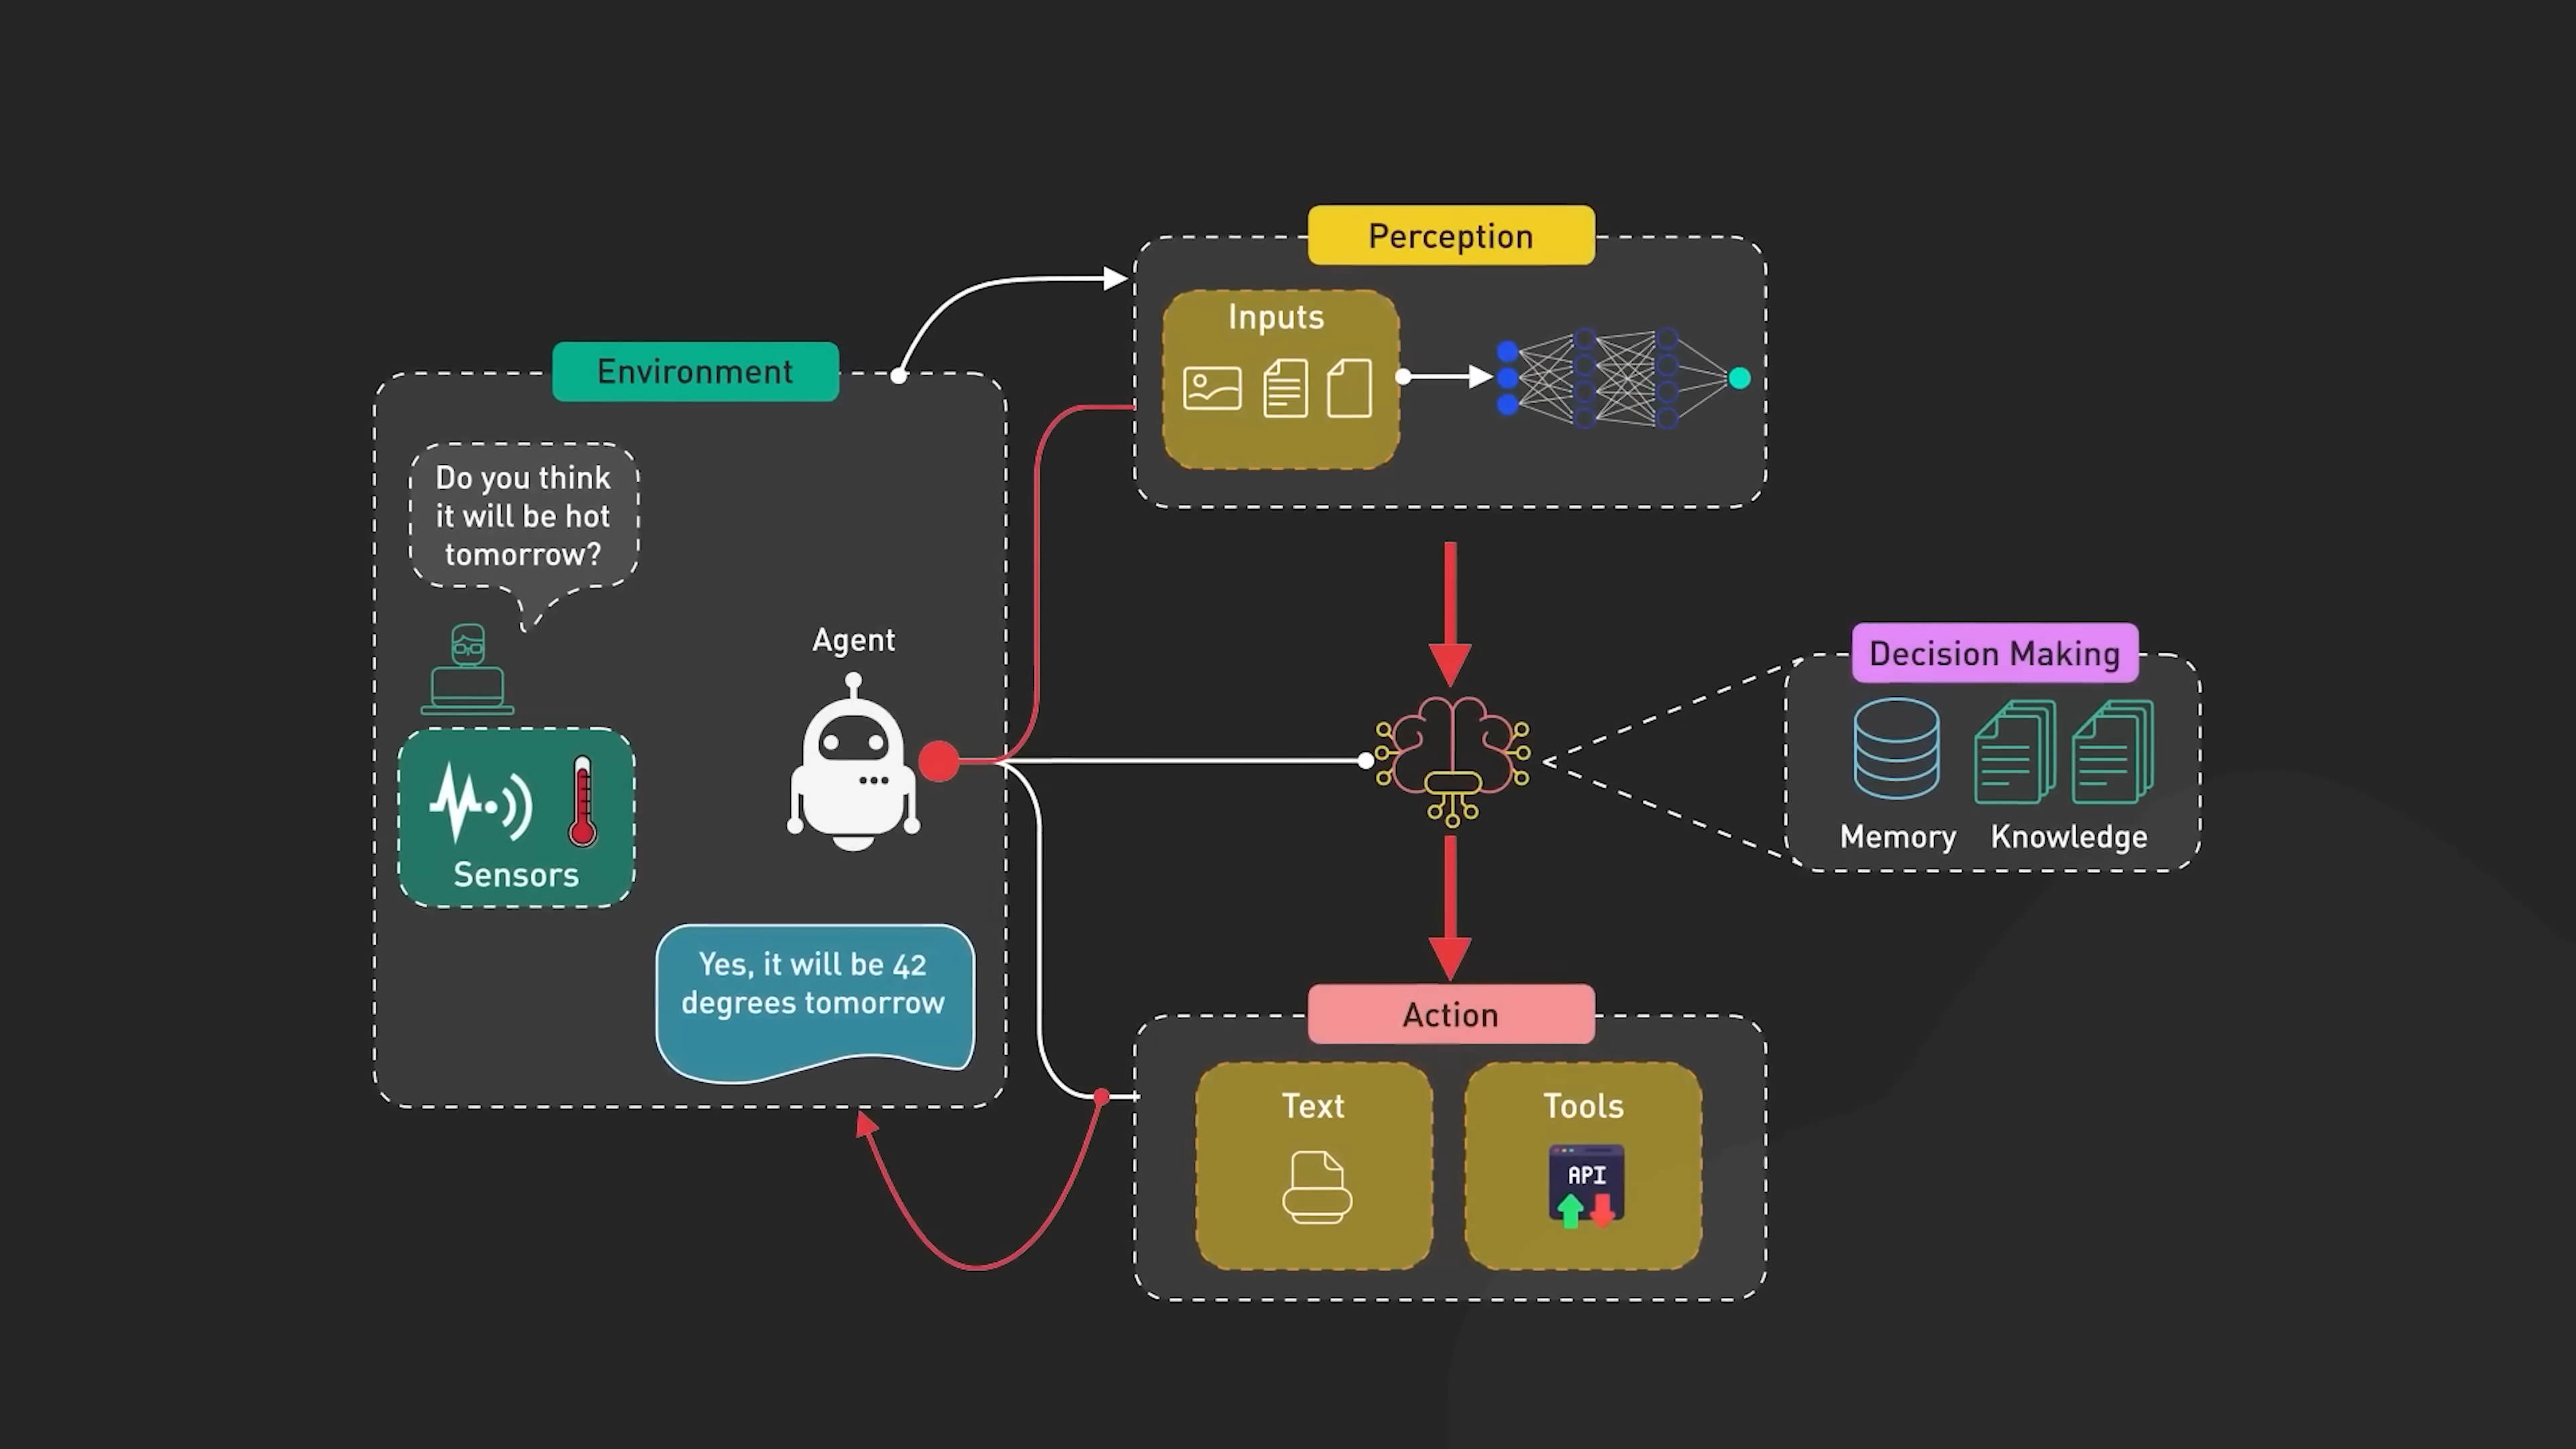 Perception
Inputs
Environment
Do you think
it will be hot
tomorrow?
Agent
Sensors
Yes, it will be 42
degrees tomorrow
Decision Making
Memory
Knowledge
Action
Text
Tools
API